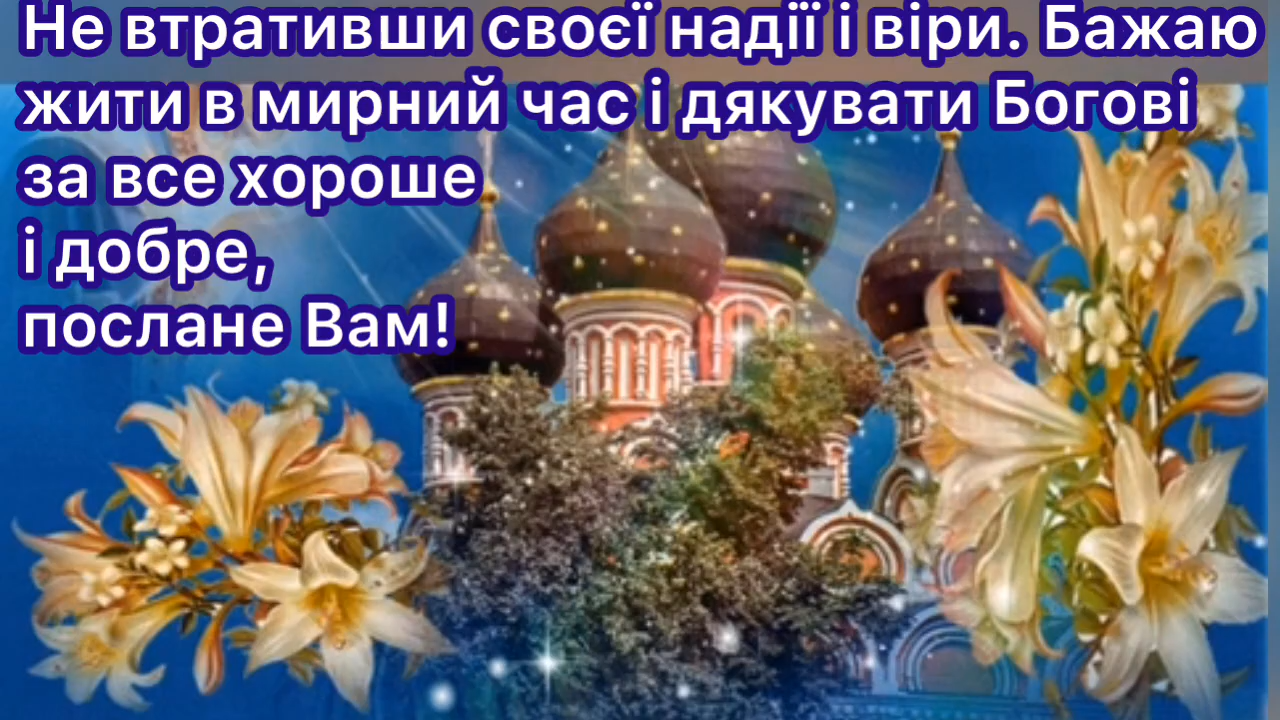 Не втративши своєї надії і віри. Бажаю
жити в мирний час і дякувати Богові
за все хороше
і добре,
послане Вам!